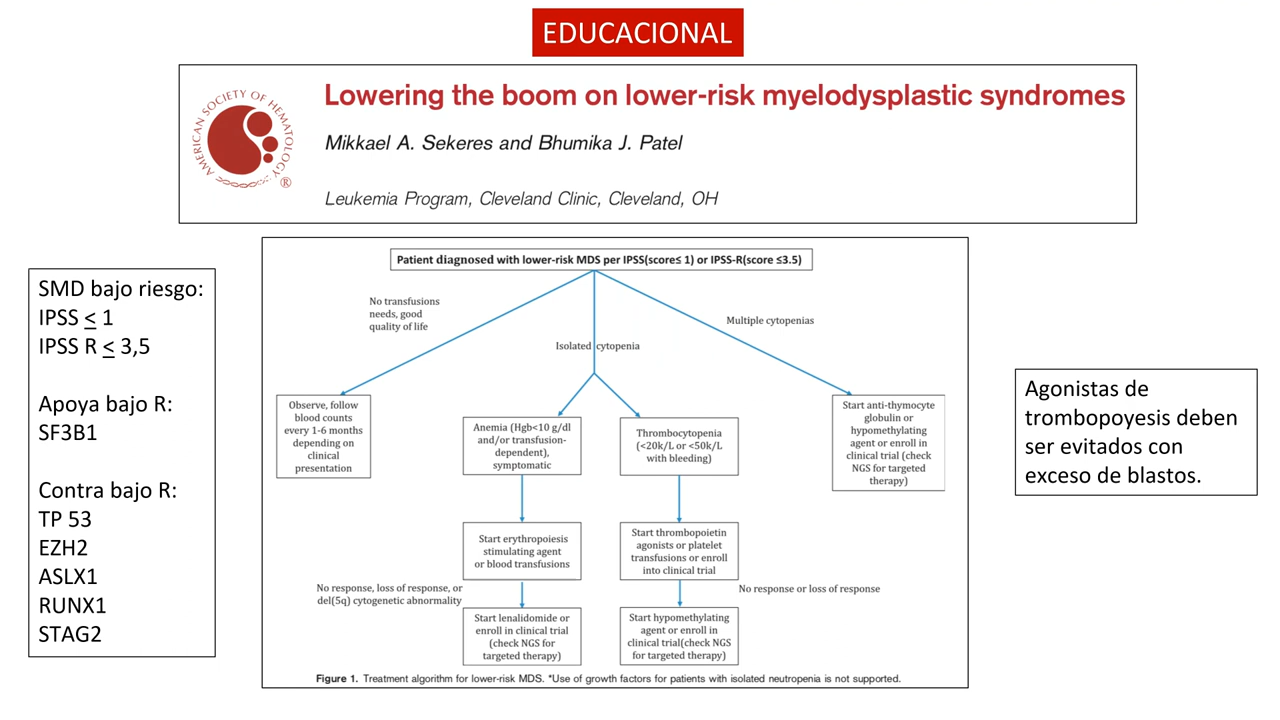 EDUCACIONAL
AMERICAN SOCIETY OF HEMATOLOGY
®
Lowering the boom on lower-risk myelodysplastic syndromes
Mikkael A. Sekeres and Bhumika J. Patel
Leukemia Program, Cleveland Clinic, Cleveland, OH
SMD bajo riesgo:
IPSS < 1
IPSS R < 3,5
Apoya bajo R:
SF3B1
Contra bajo R:
TP 53
EZH2
ASLX1
RUNX1
STAG2
Patient diagnosed with lower-risk MDS per IPSS(score≤ 1) or IPSS-R(score ≤3.5)
No transfusions
needs, good
quality of life
Isolated cytopenia
Multiple cytopenias
Observe, follow
blood counts
every 1-6 months
depending on
clinical
presentation
Anemia (Hgb<10 g/dl
and/or transfusion-
dependent),
symptomatic
Thrombocytopenia
(<20k/L or <50k/L
with bleeding)
Start anti-thymocyte
globulin or
hypomethylating
agent or enroll in
clinical trial (check
NGS for targeted
therapy)
Start erythropoiesis
stimulating agent
or blood transfusions
Start thrombopoietin
agonists or platelet
transfusions or enroll
into clinical trial
No response, loss of response, or
del(5q) cytogenetic abnormality
No response or loss of response
Start lenalidomide or
enroll in clinical trial
(check NGS for
targeted therapy)
Start hypomethylating
agent or enroll in
clinical trial(check NGS
for targeted therapy)
Figure 1. Treatment algorithm for lower-risk MDS. *Use of growth factors for patients with isolated neutropenia is not supported.
Agonistas de
trombopoyesis deben
ser evitados con
exceso de blastos.